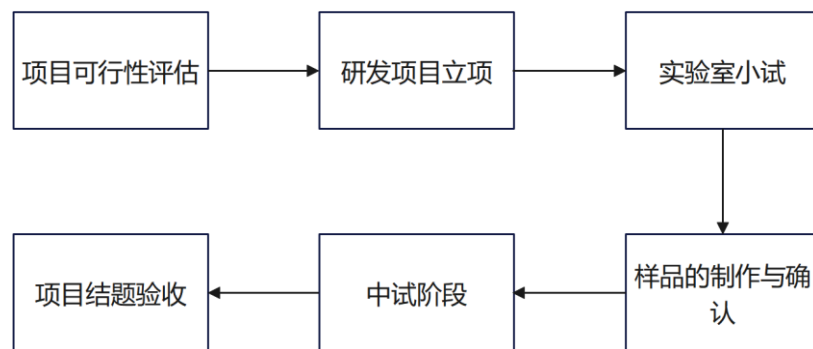 项目可行性评估
研发项目立项
实验室小试
样品的制作与确
认
中试阶段
项目结题验收